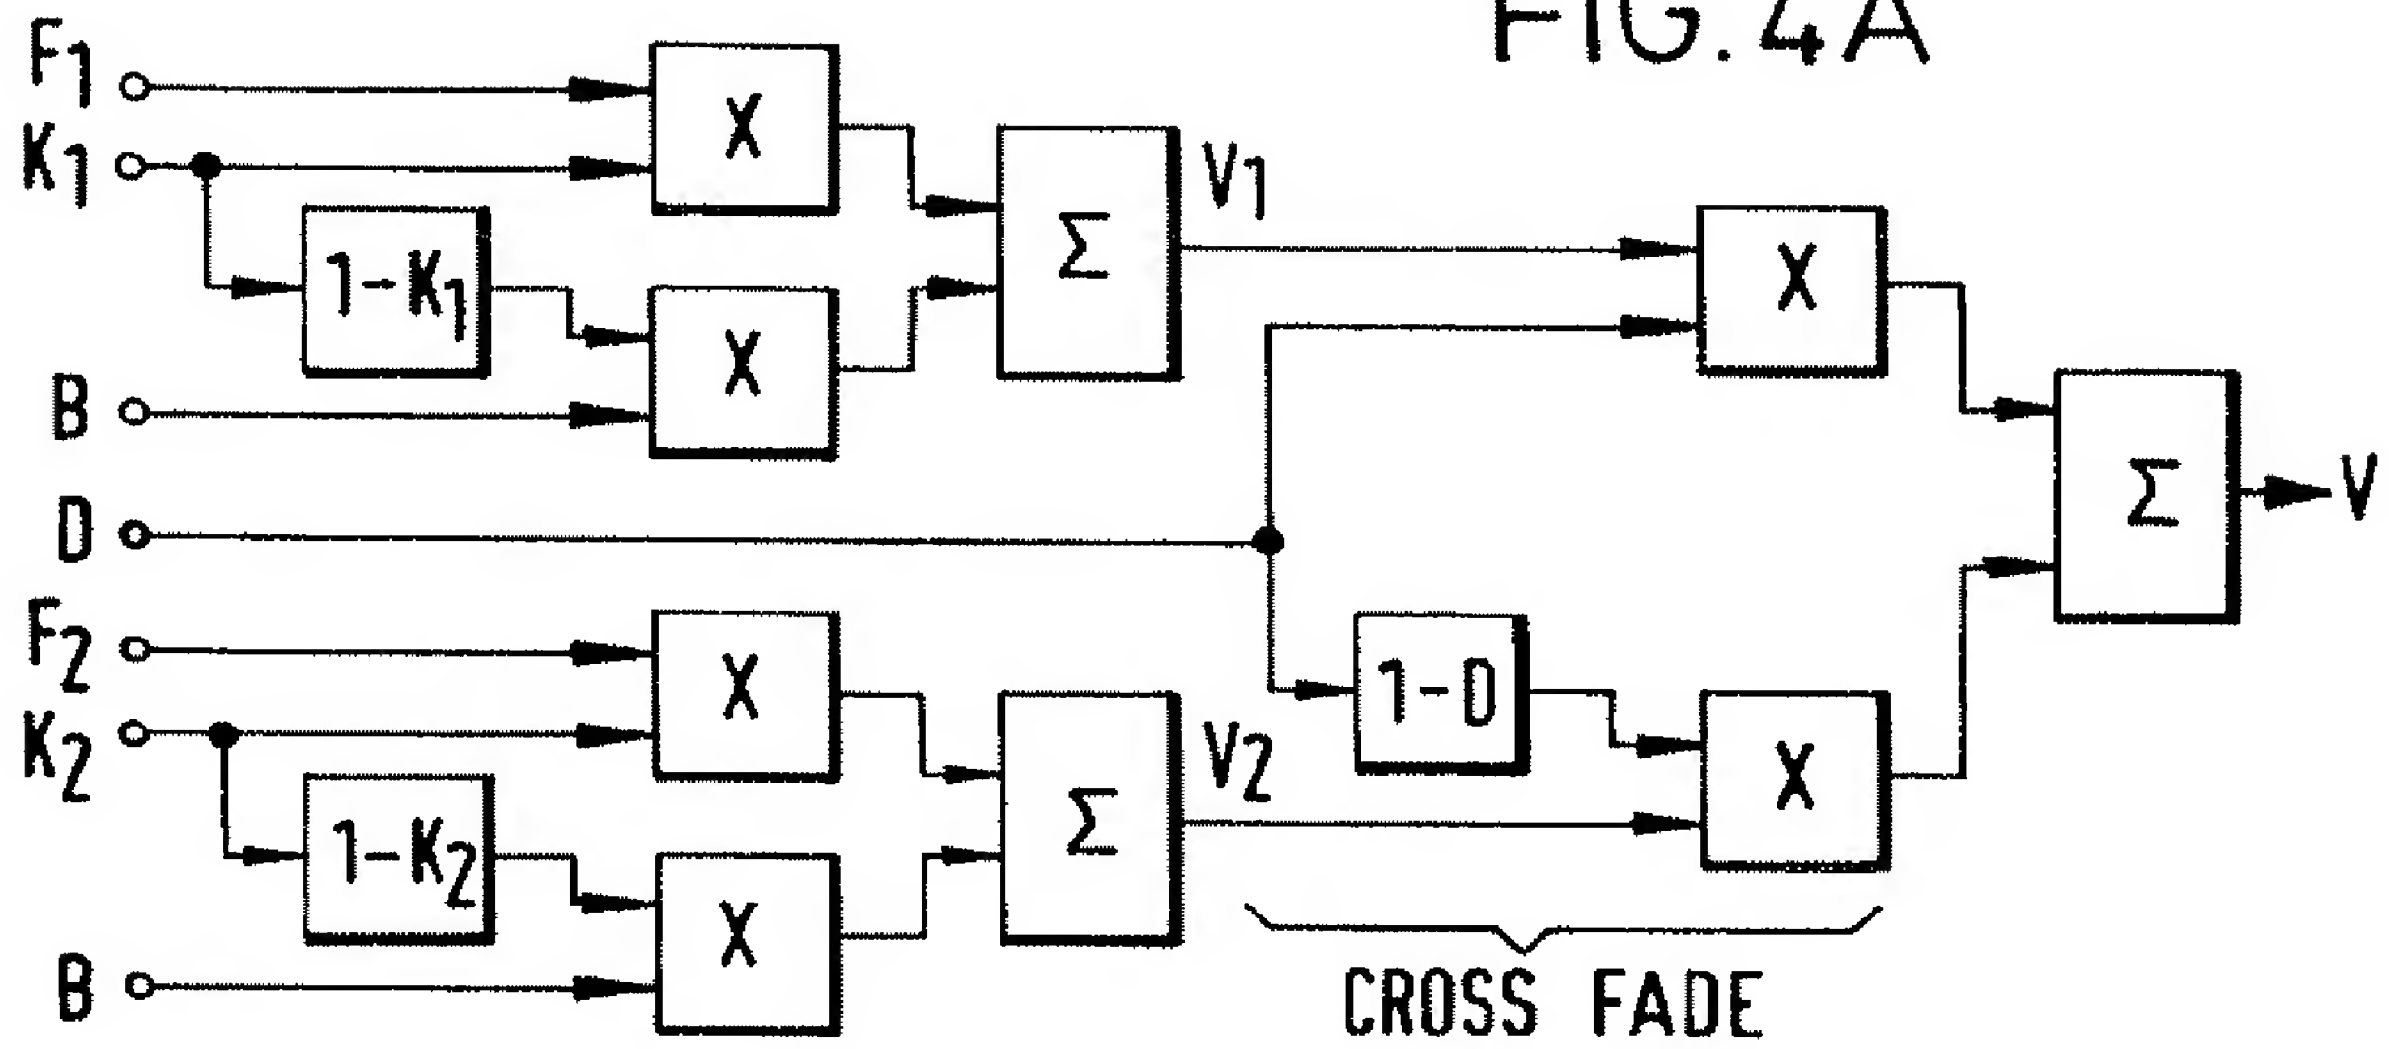 FIG. 4A
F1
K1
X
1-K1
X
B
Σ
V1
X
D
Σ
V
F2
K2
X
1-K2
X
B
Σ
V2
1-D
X
CROSS FADE